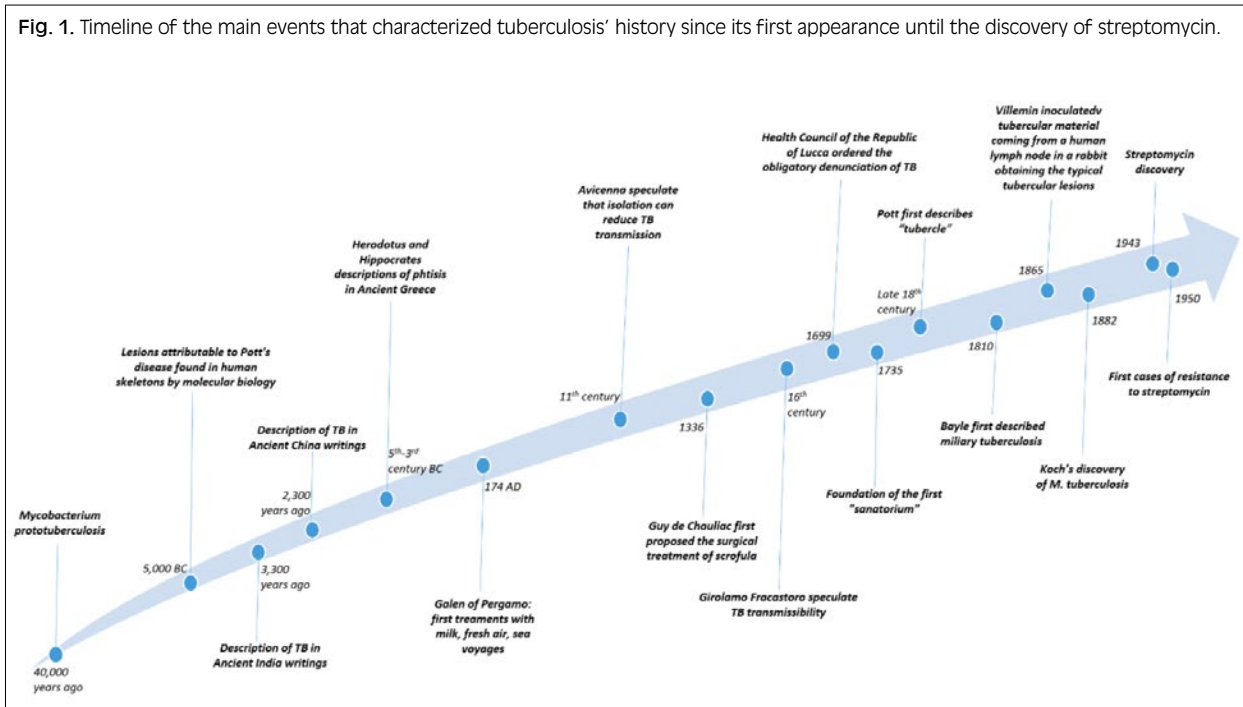 Fig. 1. Timeline of the main events that characterized tuberculosis' history since its first appearance until the discovery of streptomycin.
Mycobacterium
prototuberculosis
40,000
years ago
Lesions attributable to Pott's
disease found in human
skeletons by molecular biology
5,000 BC
3,300
years ago
Description of TB in
Ancient India writings
Description of TB in
Ancient China writings
2,300
years ago
Herodotus and
Hippocrates
descriptions of phtisis
in Ancient Greece
5th-3rd
century BC
174 AD
Galen of Pergamo:
first treaments with
milk, fresh air, sea
voyages
Avicenna speculate
that isolation can
reduce TB
transmission
11th century
1336
Guy de Chauliac first
proposed the surgical
treatment of scrofula
16th
century
Girolamo Fracastoro speculate
TB transmissibility
Health Council of the Republic
of Lucca ordered the
obligatory denunciation of TB
1699
1735
Foundation of the first
"sanatorium"
Pott first describes
"tubercle"
Late 18th
century
1810
Bayle first described
miliary tuberculosis
Villemin inoculatedv
tubercular material
coming from a human
lymph node in a rabbit
obtaining the typical
tubercular lesions
1865
1882
Koch's discovery
of M. tuberculosis
Streptomycin
discovery
1943
1950
First cases of resistance
to streptomycin